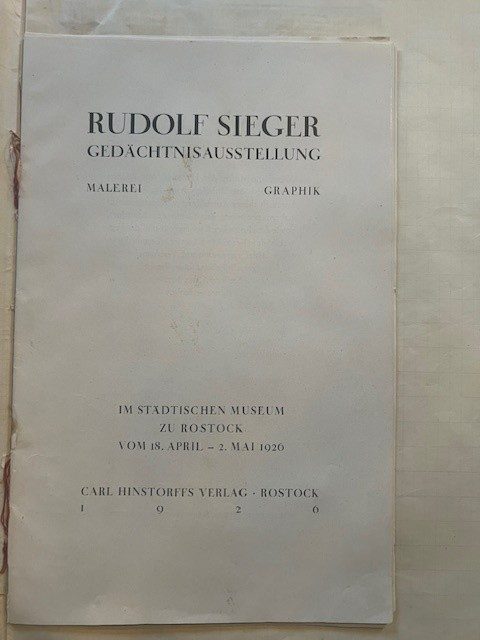 RUDOLF SIEGER
GEDÄCHTNISAUSSTELLUNG
MALEREI GRAPHIK
IM STÄDTISCHEN MUSEUM
ZU ROSTOCK
VOM 18. APRIL – 2. MAI 1926
CARL HINSTORFFS VERLAG · ROSTOCK
1 9 2 6